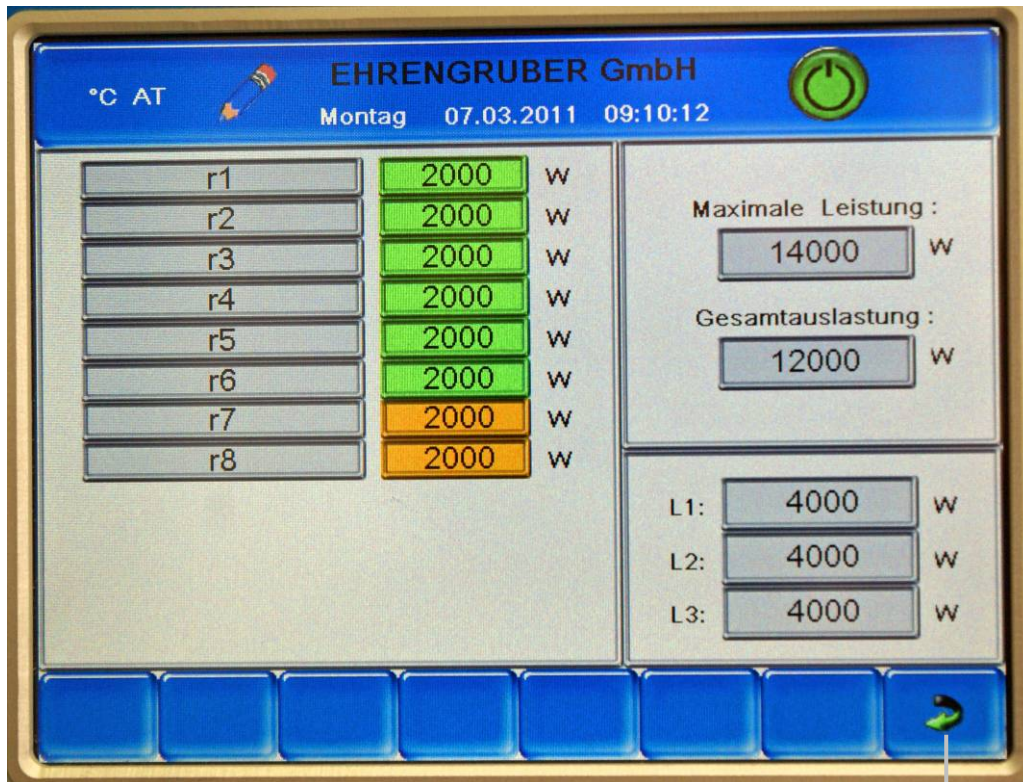 °C AT
EHRENGRUBER GmbH
Montag 07.03.2011 09:10:12
r1 2000 W
r2 2000 W
r3 2000 W
r4 2000 W
r5 2000 W
r6 2000 W
r7 2000 W
r8 2000 W
Maximale Leistung :
14000 W
Gesamtauslastung :
12000 W
L1: 4000 W
L2: 4000 W
L3: 4000 W